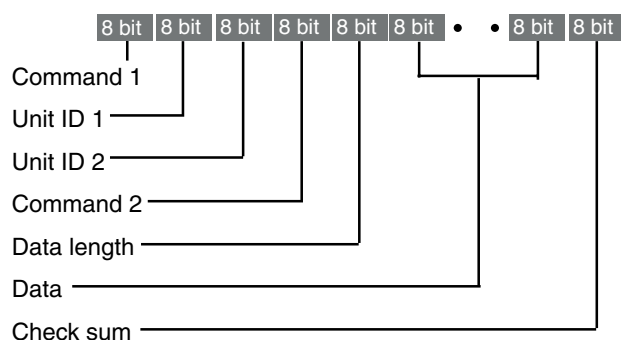 8 bit 8 bit 8 bit 8 bit 8 bit 8 bit • • 8 bit 8 bit
Command 1
Unit ID 1
Unit ID 2
Command 2
Data length
Data
Check sum